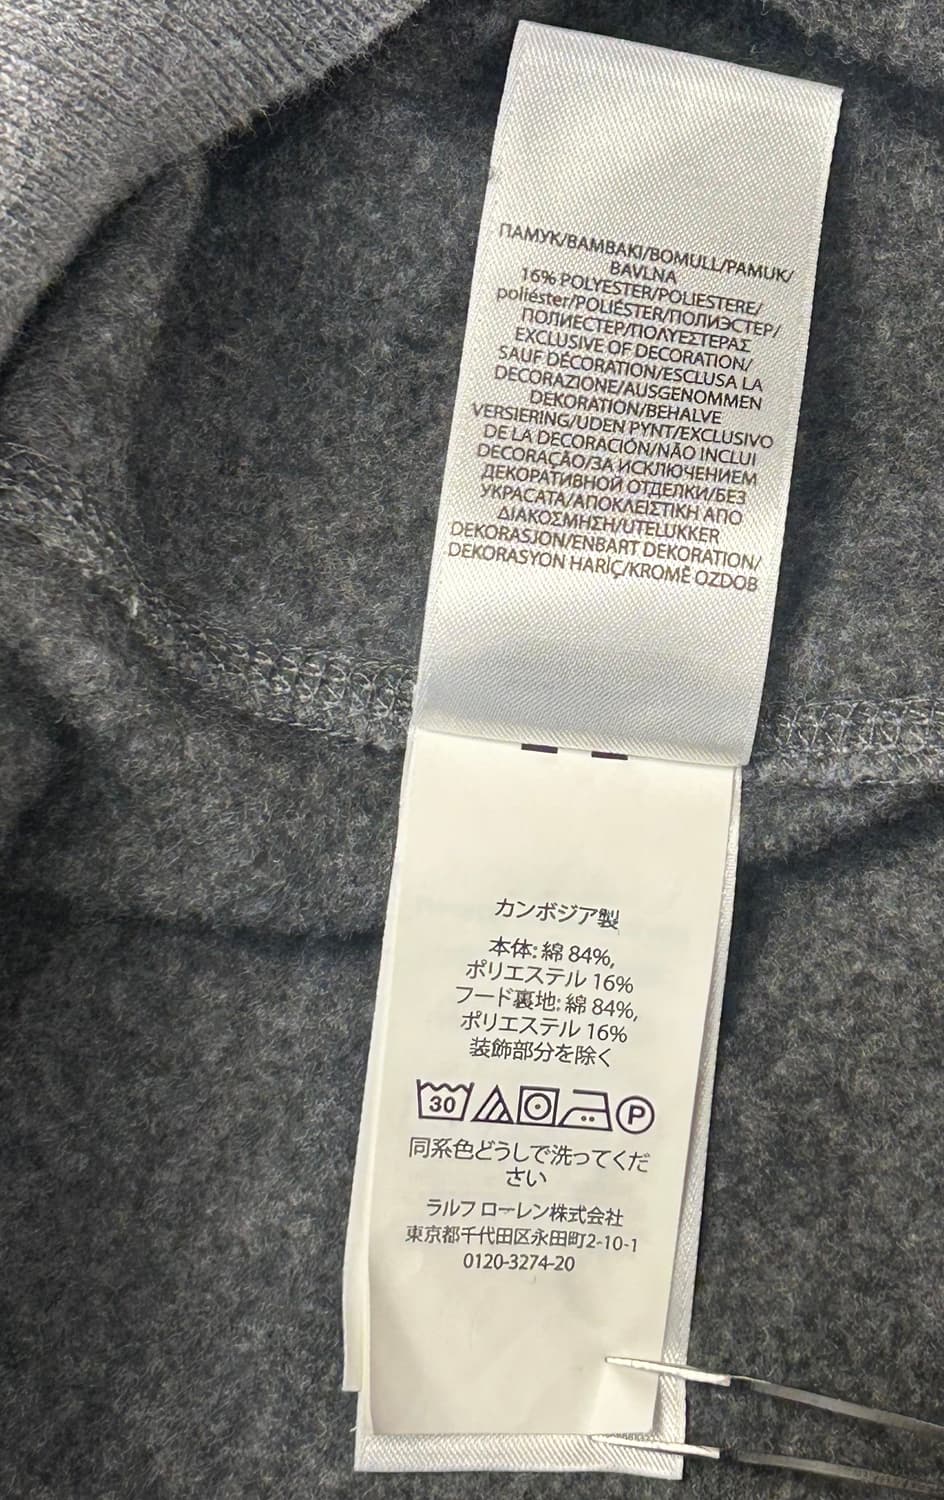 ПАМУК/BAMBAKI/BOMULL/PAMUK/
BAVLNA
16% POLYESTER/POLIESTERE/
poliéster/POLIÉSTER/ПОЛИЭСТЕР/
ПОЛИЕСТЕР/ΠΟΛΥΕΣΤΕΡΑΣ
EXCLUSIVE OF DECORATION/
SAUF DÉCORATION/ESCLUSA LA
DECORAZIONE/AUSGENOMMEN
DEKORATION/BEHALVE
VERSIERING/UDEN PYNT/EXCLUSIVO
DE LA DECORACIÓN/NÃO INCLUI
DECORAÇÃO/ЗА ИСКЛЮЧЕНИЕМ
ДЕКОРАТИВНОЙ ОТДЕЛКИ/БЕЗ
УКРАСАТА/ΑΠΟΚΛΕΙΣΤΙΚΗ ΑΠΟ
ΔΙΑΚΟΣΜΗΣΗ/UTELUKKER
DEKORASJON/ENBART DEKORATION/
DEKORASYON HARİÇ/KROMĚ OZDOB
カンボジア製
本体: 綿 84%,
ポリエステル 16%
フード裏地: 綿 84%,
ポリエステル 16%
装飾部分を除く
30 P
同系色どうしで洗ってくだ
さい
ラルフ ローレン株式会社
東京都千代田区永田町2-10-1
0120-3274-20